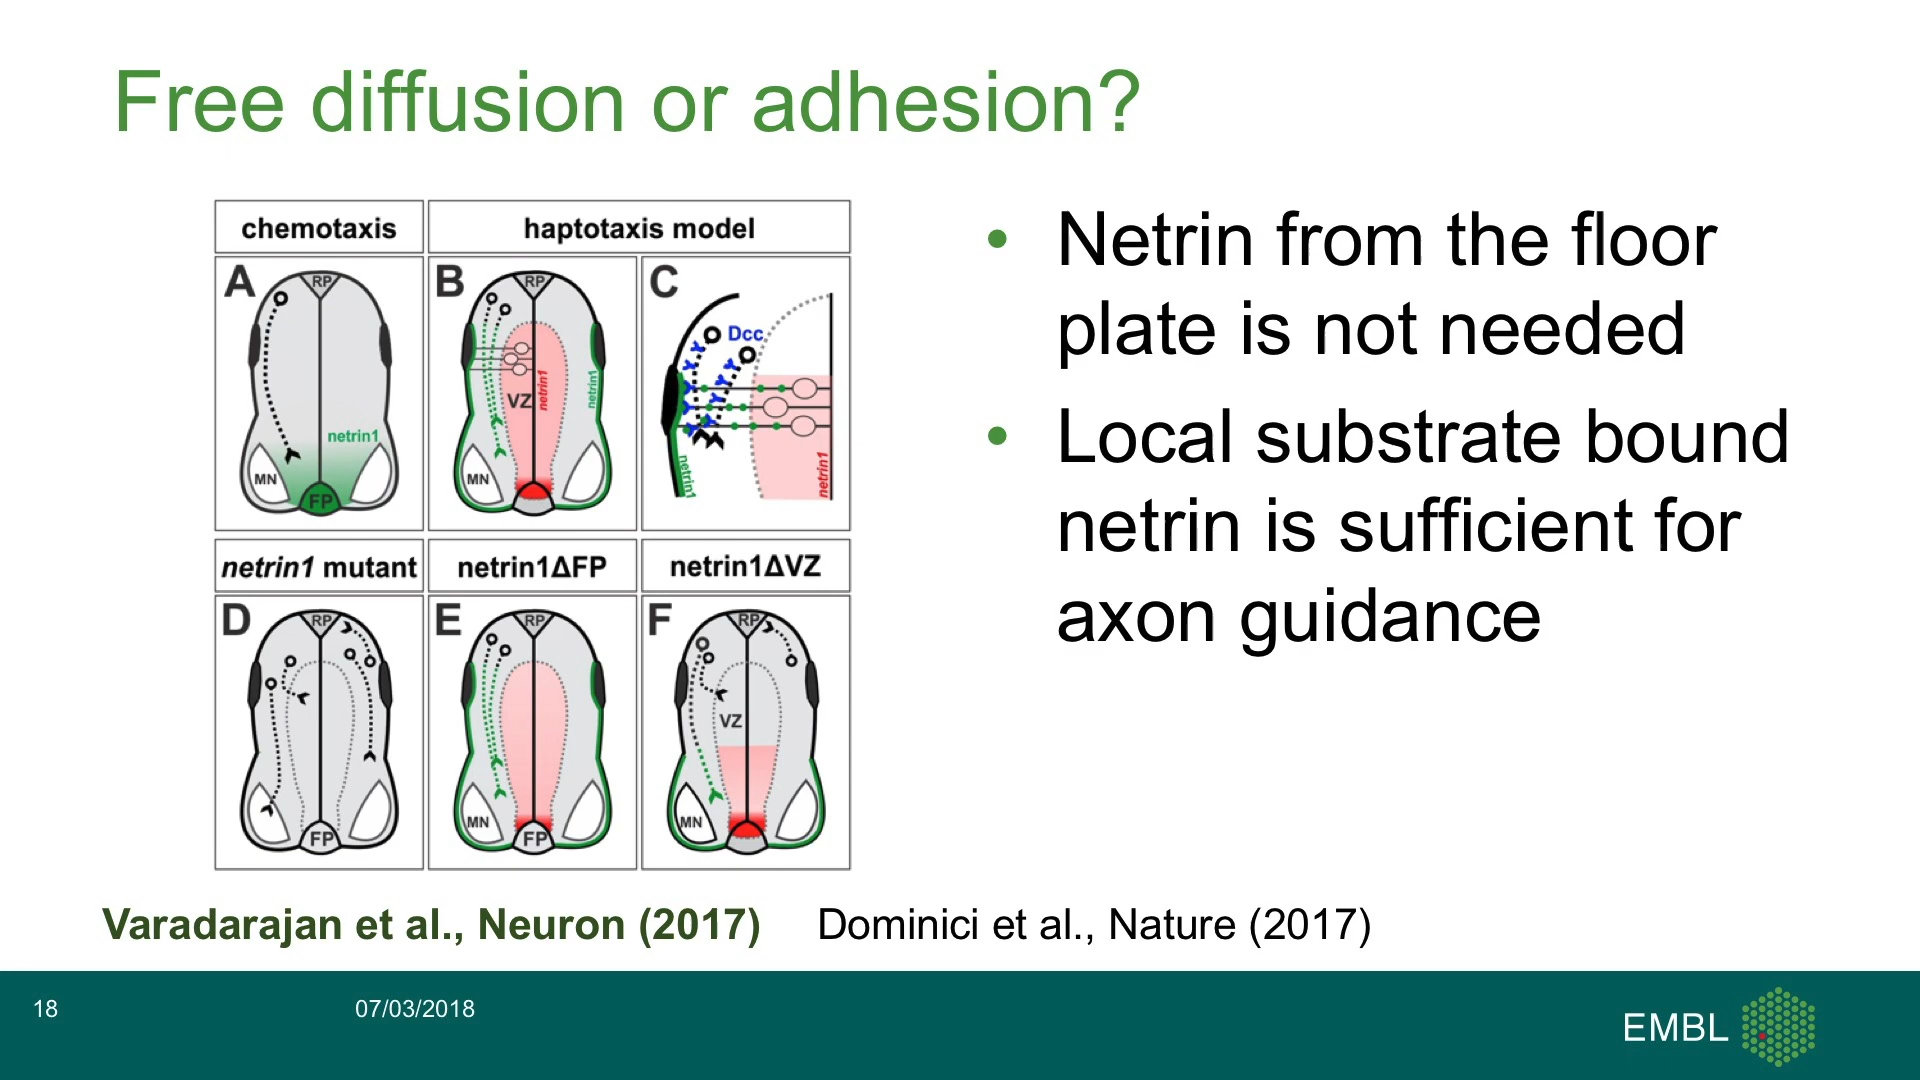 Free diffusion or adhesion?
chemotaxis
haptotaxis model
A
RP
netrin1
MN
FP
B
RP
VZ
netrin1
netrin1
MN
C
Dcc
netrin1
netrin1
netrin1 mutant
netrin1ΔFP
netrin1ΔVZ
D
RP
FP
E
RP
MN
FP
F
RP
VZ
MN
• Netrin from the floor
plate is not needed
• Local substrate bound
netrin is sufficient for
axon guidance
Varadarajan et al., Neuron (2017)
Dominici et al., Nature (2017)
18
07/03/2018
EMBL